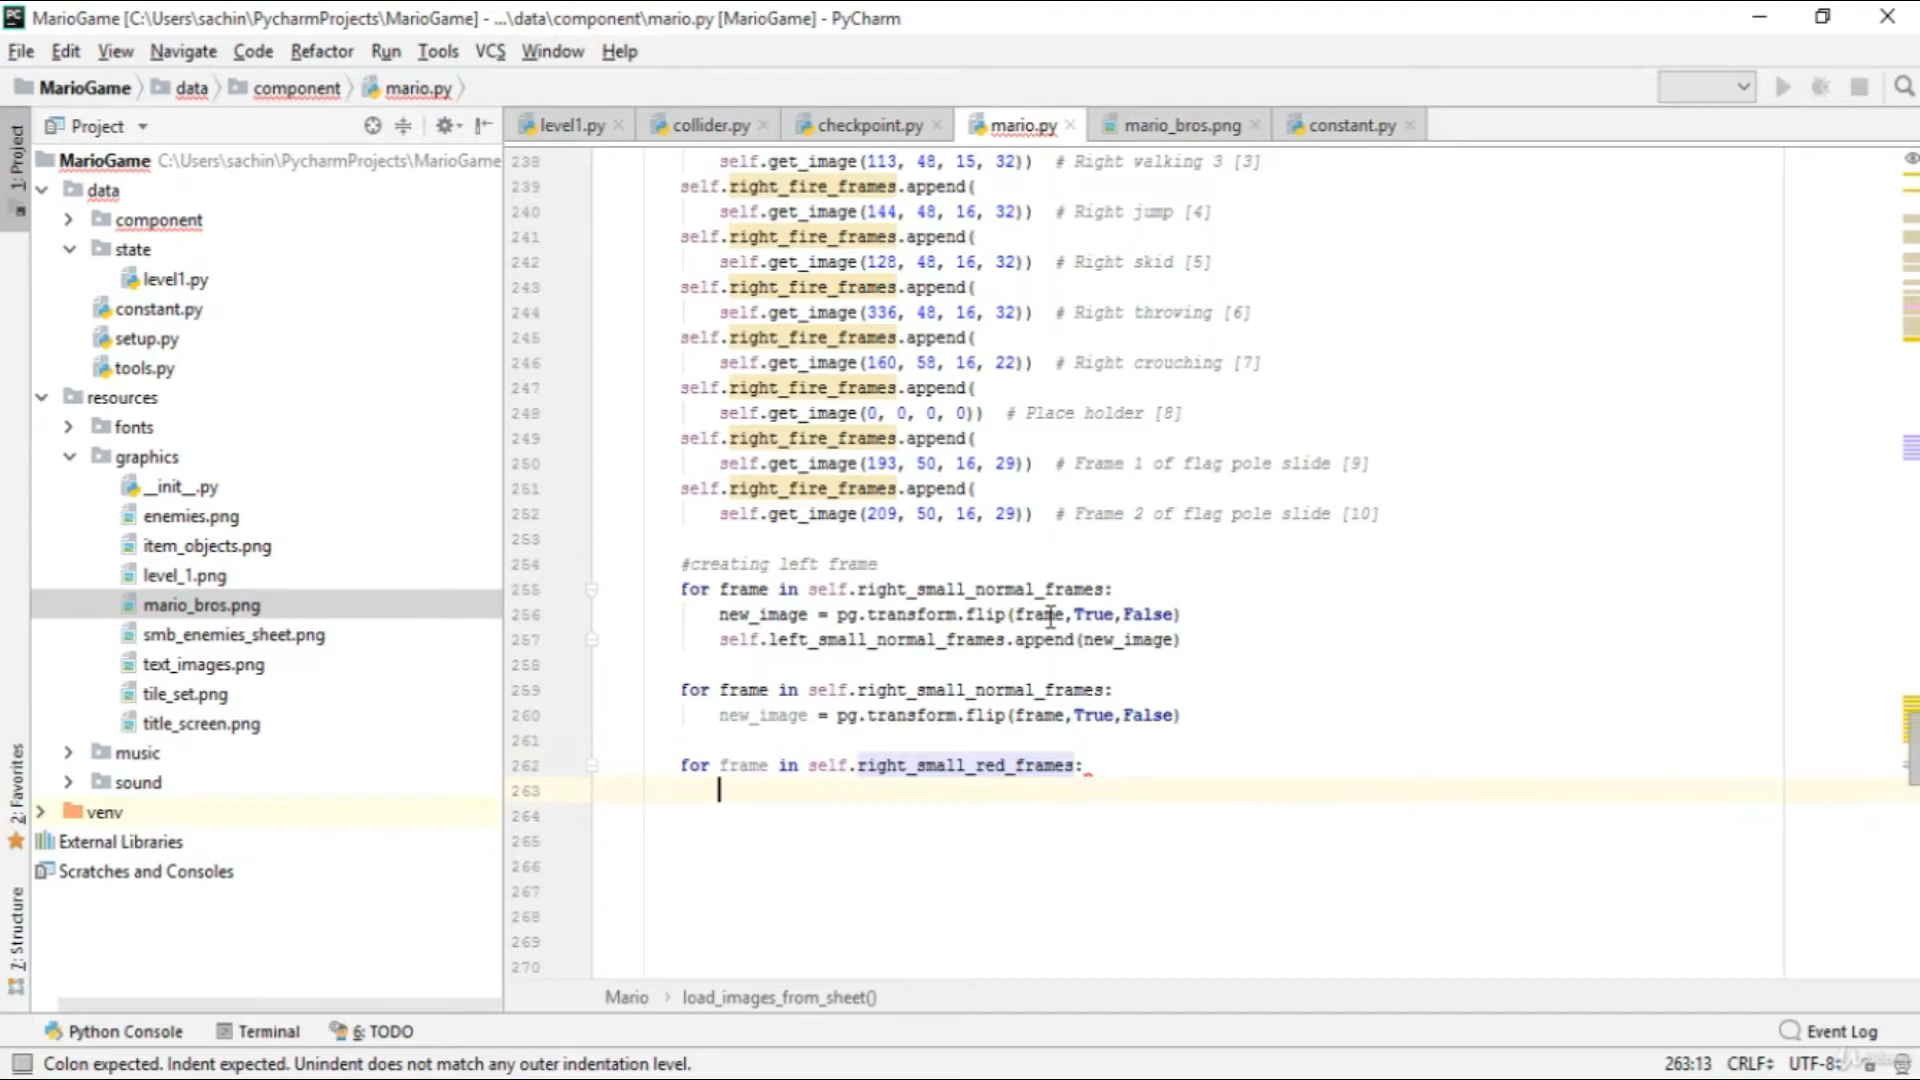 MarioGame [C:\Users\sachin\PycharmProjects\MarioGame] - ...\data\component\mario.py [MarioGame] - PyCharm
File Edit View Navigate Code Refactor Run Tools VCS Window Help
MarioGame data component mario.py
Project level1.py collider.py checkpoint.py mario.py mario_bros.png constant.py
1: Project
2: Favorites
7: Structure
MarioGame C:\Users\sachin\PycharmProjects\MarioGame
data
component
state
level1.py
constant.py
setup.py
tools.py
resources
fonts
graphics
__init__.py
enemies.png
item_objects.png
level_1.png
mario_bros.png
smb_enemies_sheet.png
text_images.png
tile_set.png
title_screen.png
music
sound
venv
External Libraries
Scratches and Consoles
238 self.get_image(113, 48, 15, 32)) # Right walking 3 [3]
239 self.right_fire_frames.append(
240 self.get_image(144, 48, 16, 32)) # Right jump [4]
241 self.right_fire_frames.append(
242 self.get_image(128, 48, 16, 32)) # Right skid [5]
243 self.right_fire_frames.append(
244 self.get_image(336, 48, 16, 32)) # Right throwing [6]
245 self.right_fire_frames.append(
246 self.get_image(160, 58, 16, 22)) # Right crouching [7]
247 self.right_fire_frames.append(
248 self.get_image(0, 0, 0, 0)) # Place holder [8]
249 self.right_fire_frames.append(
250 self.get_image(193, 50, 16, 29)) # Frame 1 of flag pole slide [9]
251 self.right_fire_frames.append(
252 self.get_image(209, 50, 16, 29)) # Frame 2 of flag pole slide [10]
253
254 #creating left frame
255 for frame in self.right_small_normal_frames:
256 new_image = pg.transform.flip(frame,True,False)
257 self.left_small_normal_frames.append(new_image)
258
259 for frame in self.right_small_normal_frames:
260 new_image = pg.transform.flip(frame,True,False)
261
262 for frame in self.right_small_red_frames:
263
264
265
266
267
268
269
270
Mario load_images_from_sheet()
Python Console Terminal 6: TODO Event Log
Colon expected. Indent expected. Unindent does not match any outer indentation level. 263:13 CRLF UTF-8